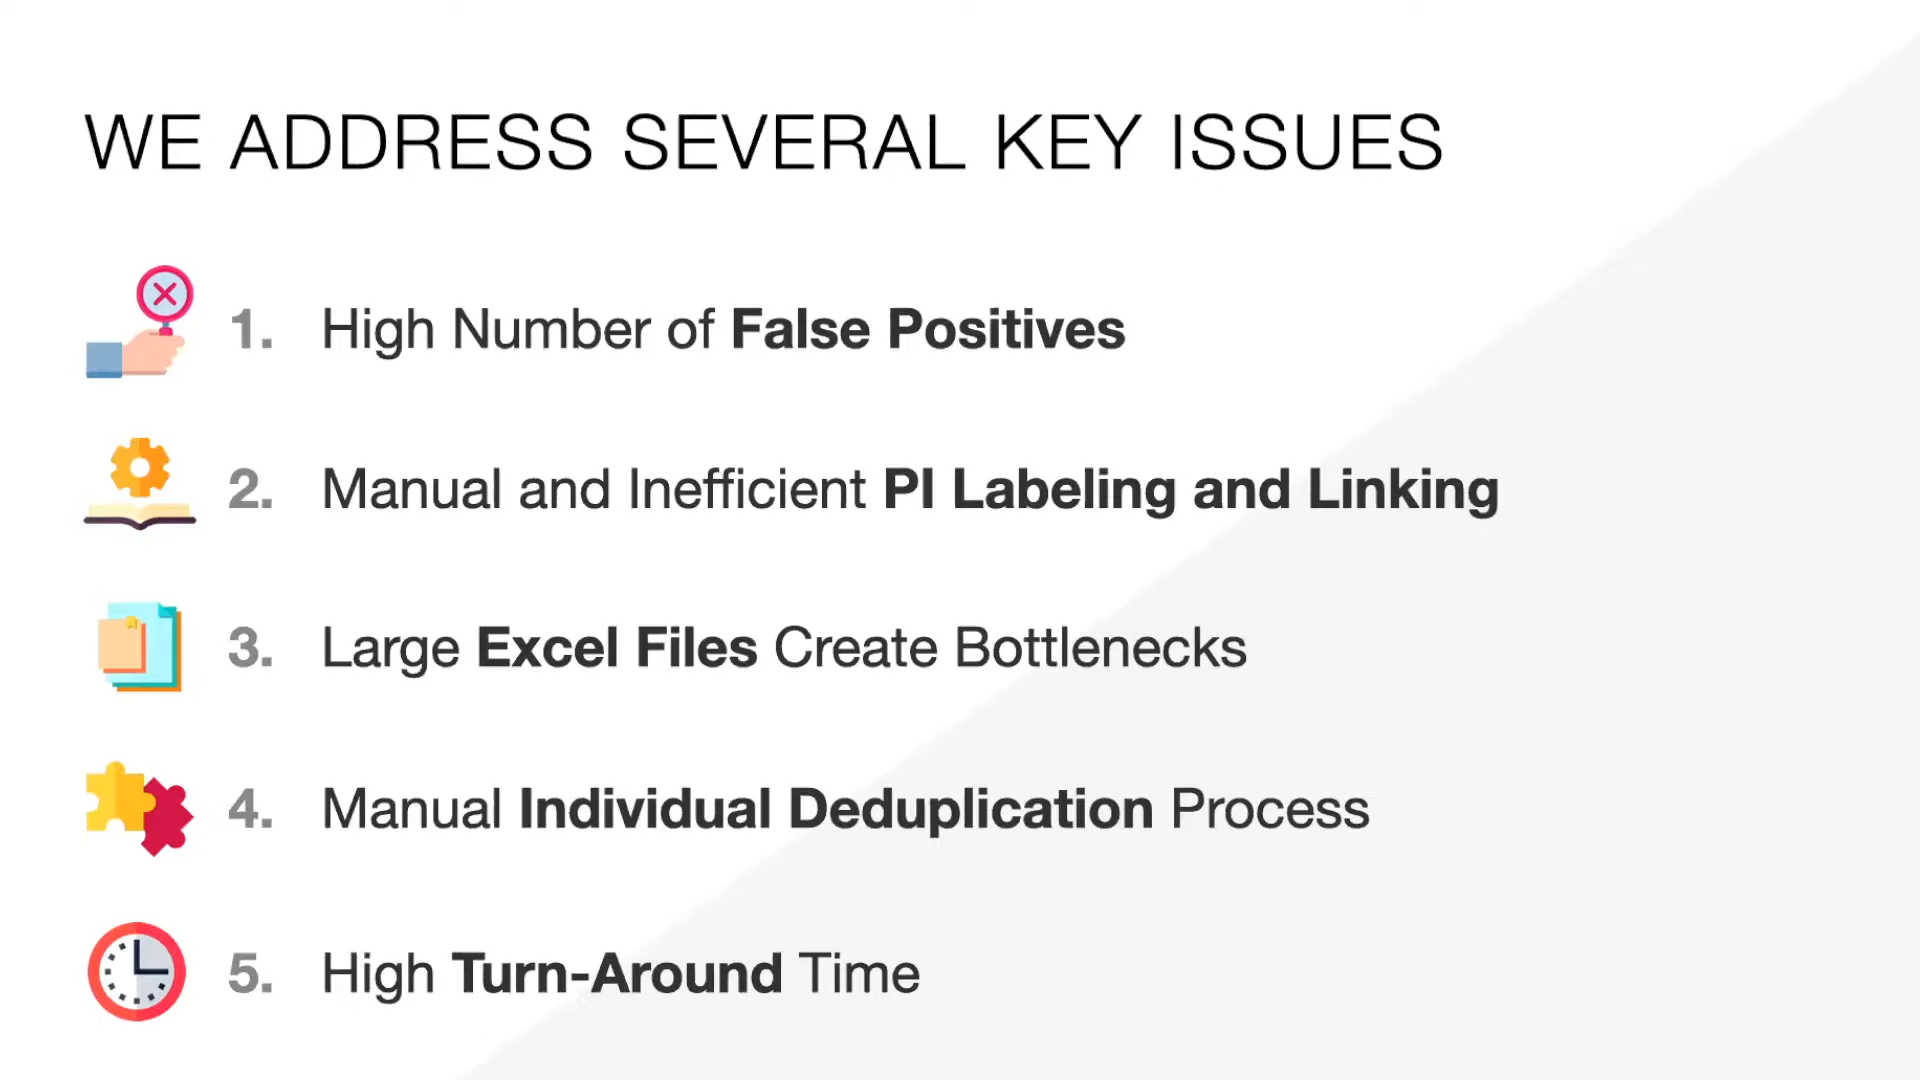 WE ADDRESS SEVERAL KEY ISSUES
1. High Number of False Positives
2. Manual and Inefficient PI Labeling and Linking
3. Large Excel Files Create Bottlenecks
4. Manual Individual Deduplication Process
5. High Turn-Around Time